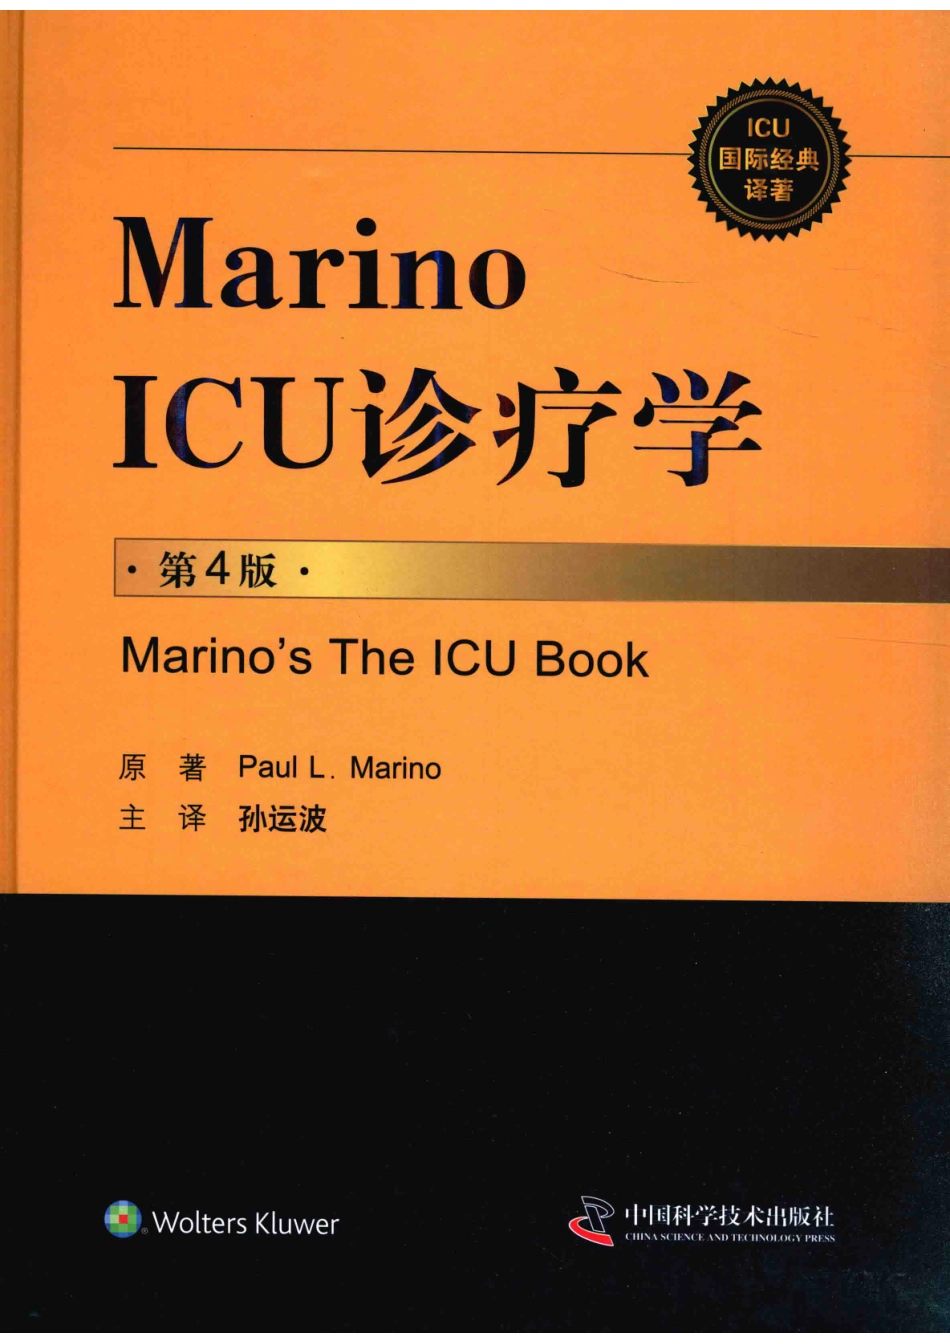 ICU
国际经典
译著
Marino
ICU诊疗学
·第4版·
Marino's The ICU Book
原 著 Paul L. Marino
主 译 孙运波
Wolters Kluwer
中国科学技术出版社
CHINA SCIENCE AND TECHNOLOGY PRESS